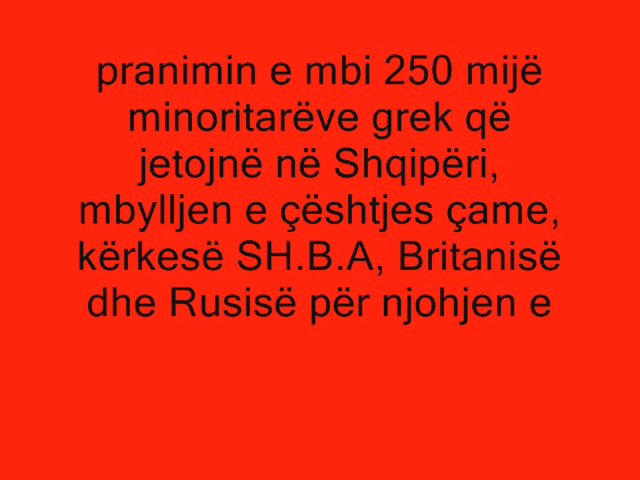 pranimin e mbi 250 mijë
minoritarëve grek që
jetojnë në Shqipëri,
mbylljen e çështjes çame,
kërkesë SH.B.A, Britanisë
dhe Rusisë për njohjen e